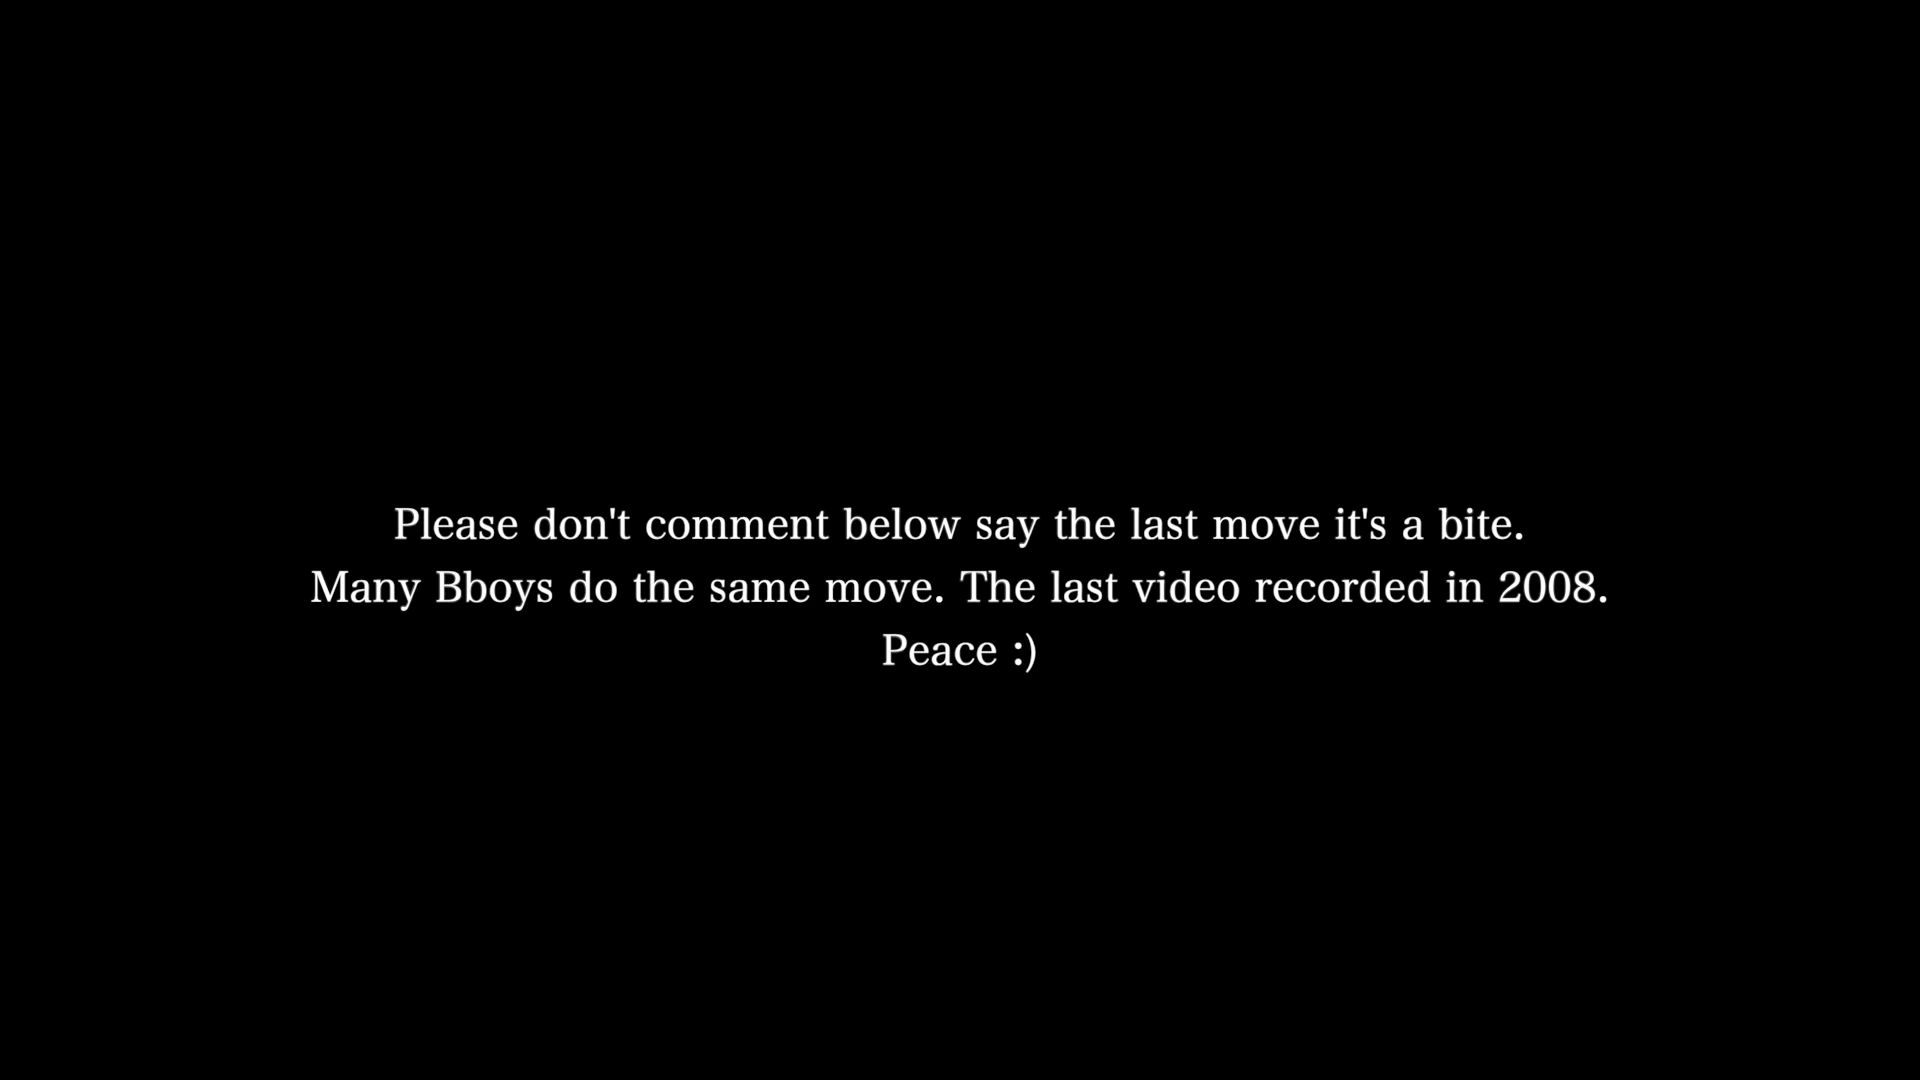 Please don't comment below say the last move it's a bite.
Many Bboys do the same move. The last video recorded in 2008.
Peace :)